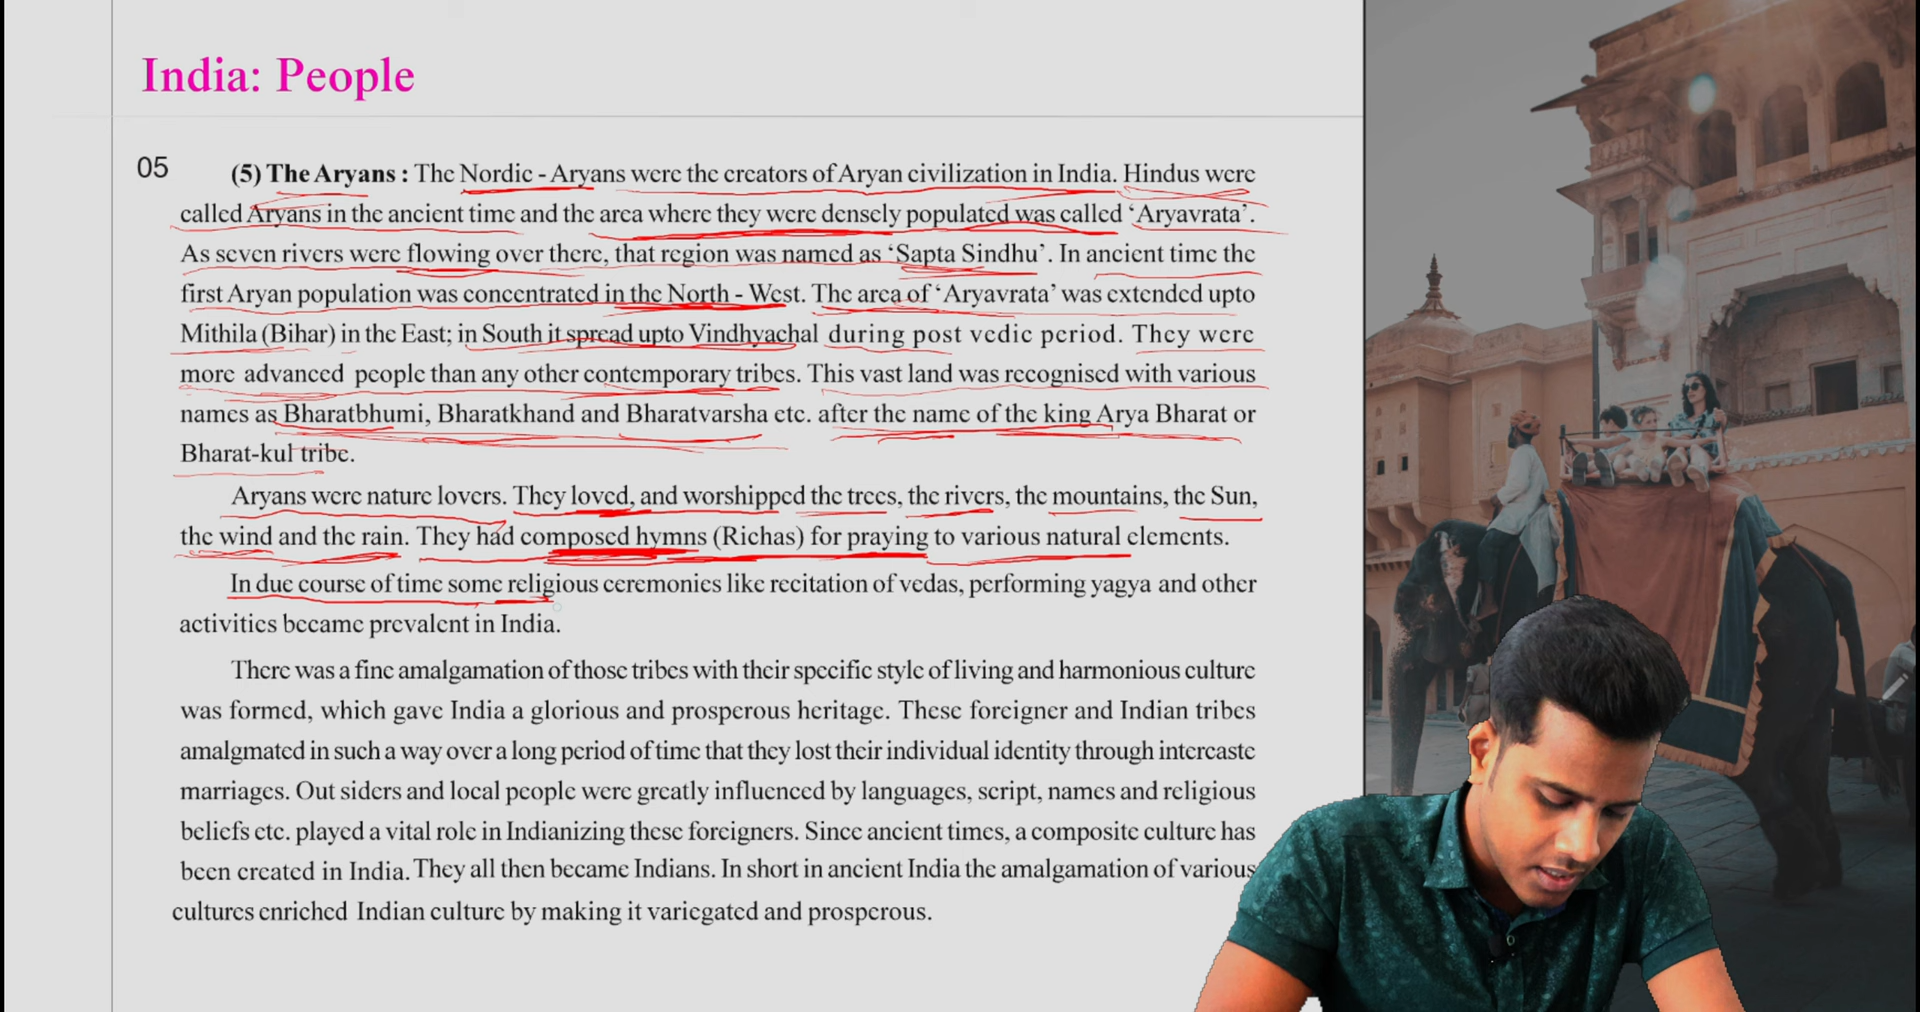 India: People
05
(5) The Aryans : The Nordic - Aryans were the creators of Aryan civilization in India. Hindus were
called Aryans in the ancient time and the area where they were densely populated was called ‘Aryavrata’.
As seven rivers were flowing over there, that region was named as ‘Sapta Sindhu’. In ancient time the
first Aryan population was concentrated in the North - West. The area of ‘Aryavrata’ was extended upto
Mithila (Bihar) in the East; in South it spread upto Vindhyachal during post vedic period. They were
more advanced people than any other contemporary tribes. This vast land was recognised with various
names as Bharatbhumi, Bharatkhand and Bharatvarsha etc. after the name of the king Arya Bharat or
Bharat-kul tribe.
Aryans were nature lovers. They loved, and worshipped the trees, the rivers, the mountains, the Sun,
the wind and the rain. They had composed hymns (Richas) for praying to various natural elements.
In due course of time some religious ceremonies like recitation of vedas, performing yagya and other
activities became prevalent in India.
There was a fine amalgamation of those tribes with their specific style of living and harmonious culture
was formed, which gave India a glorious and prosperous heritage. These foreigner and Indian tribes
amalgmated in such a way over a long period of time that they lost their individual identity through intercaste
marriages. Out siders and local people were greatly influenced by languages, script, names and religious
beliefs etc. played a vital role in Indianizing these foreigners. Since ancient times, a composite culture has
been created in India. They all then became Indians. In short in ancient India the amalgamation of various
cultures enriched Indian culture by making it variegated and prosperous.